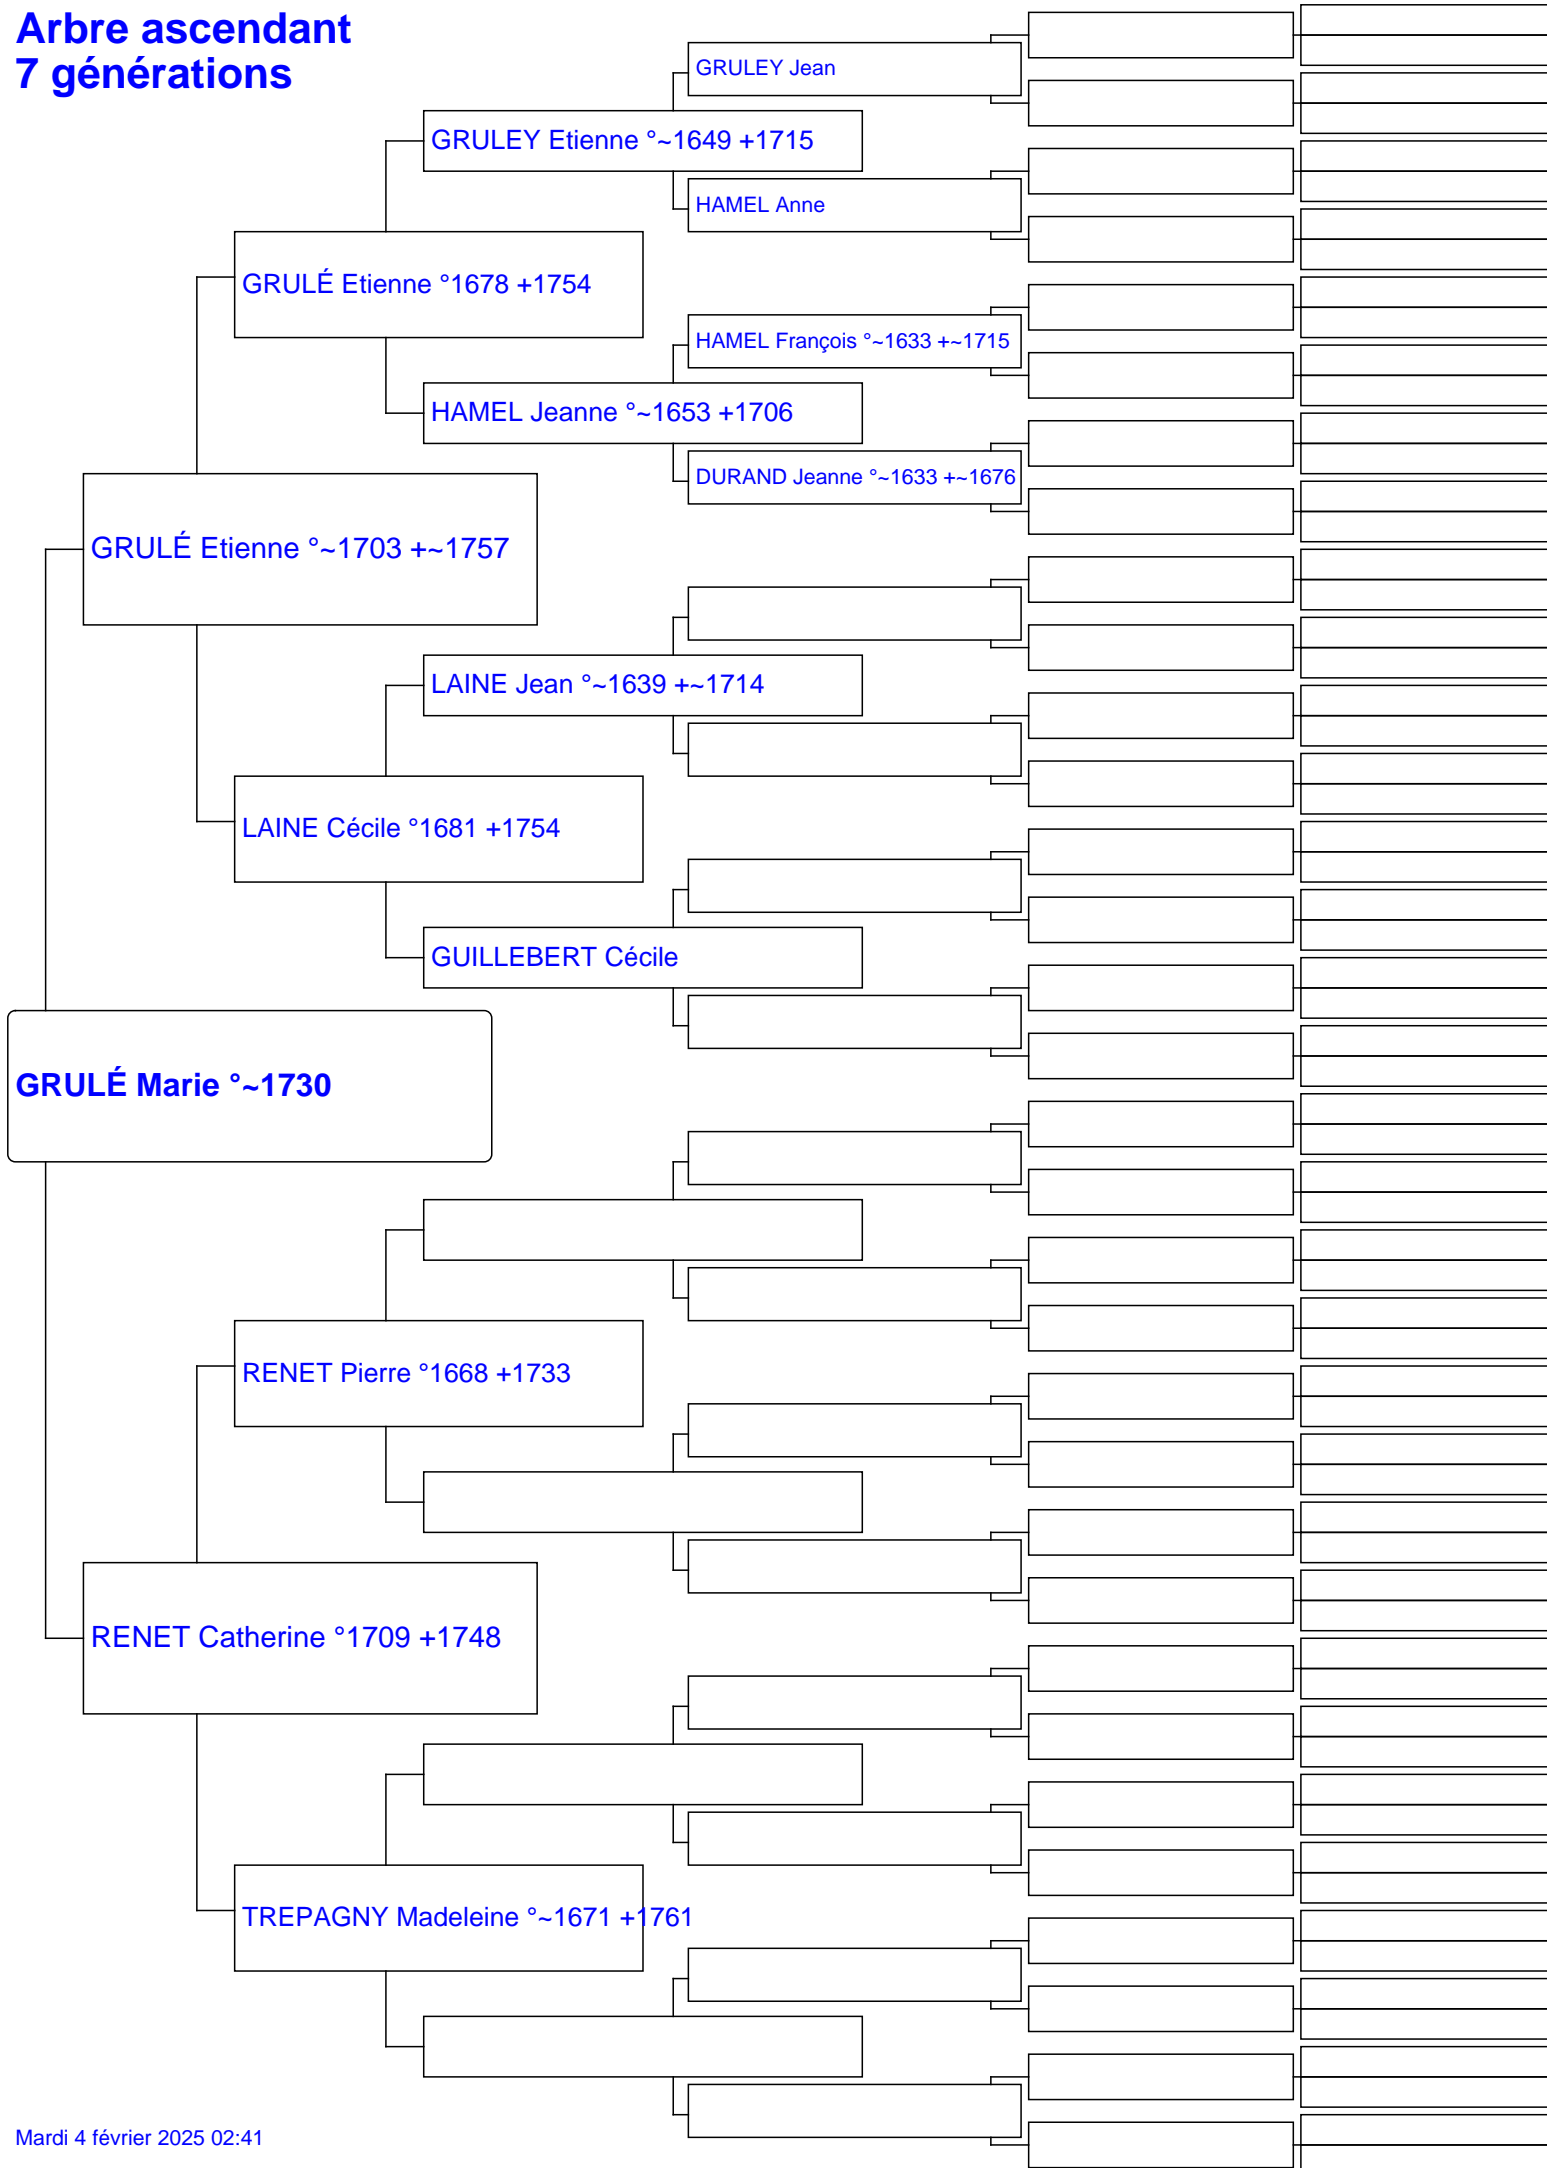 Arbre ascendant
7 générations
GRULEY Jean
GRULEY Etienne °~1649 +1715
HAMEL Anne
GRULÉ Etienne °1678 +1754
HAMEL François °~1633 +~1715
HAMEL Jeanne °~1653 +1706
DURAND Jeanne °~1633 +~1676
GRULÉ Etienne °~1703 +~1757
LAINE Jean °~1639 +~1714
LAINE Cécile °1681 +1754
GUILLEBERT Cécile
GRULÉ Marie °~1730
RENET Pierre °1668 +1733
RENET Catherine °1709 +1748
TREPAGNY Madeleine °~1671 +1761
Mardi 4 février 2025 02:41